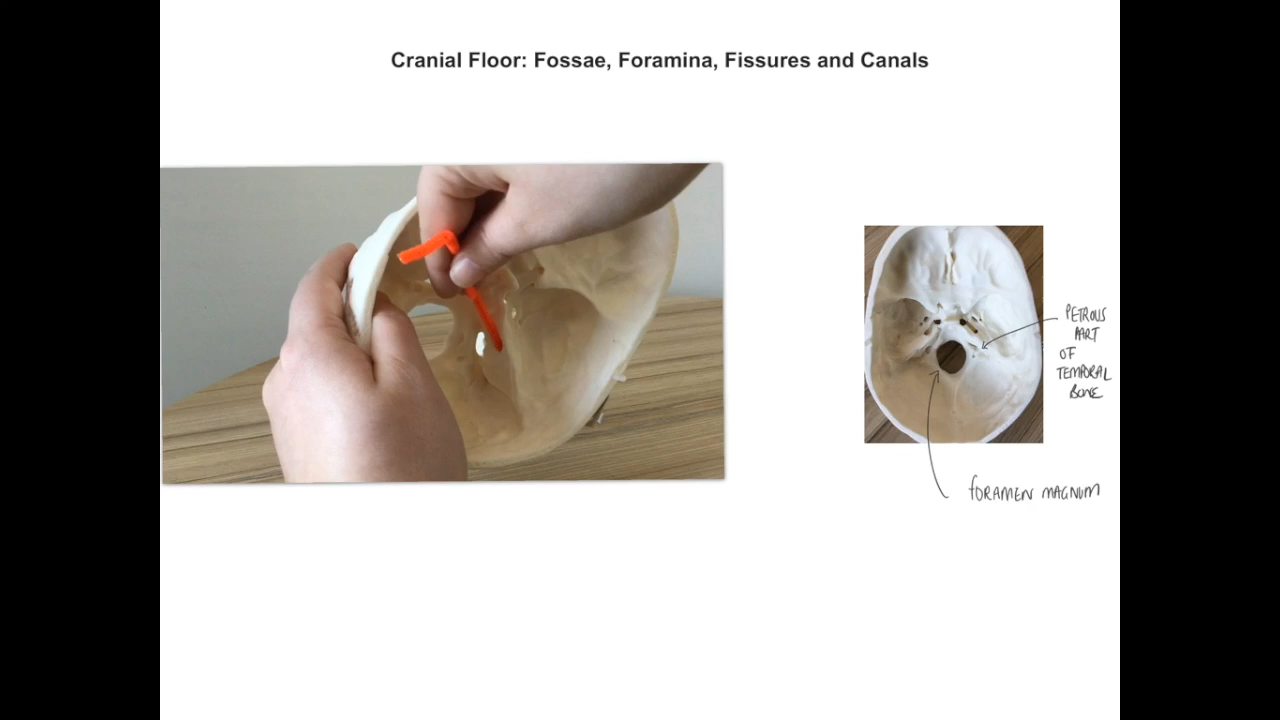 Cranial Floor: Fossae, Foramina, Fissures and Canals
PETROUS
PART
OF
TEMPORAL
BONE
FORAMEN MAGNUM